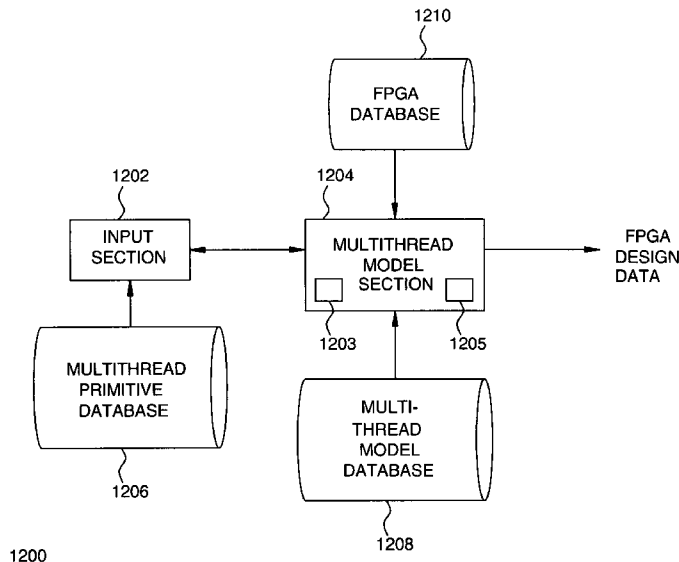 1210
FPGA
DATABASE
1204
1202
INPUT
SECTION
MULTITHREAD
MODEL
SECTION
FPGA
DESIGN
DATA
1203
1205
MULTITHREAD
PRIMITIVE
DATABASE
MULTI-
THREAD
MODEL
DATABASE
1206
1208
1200